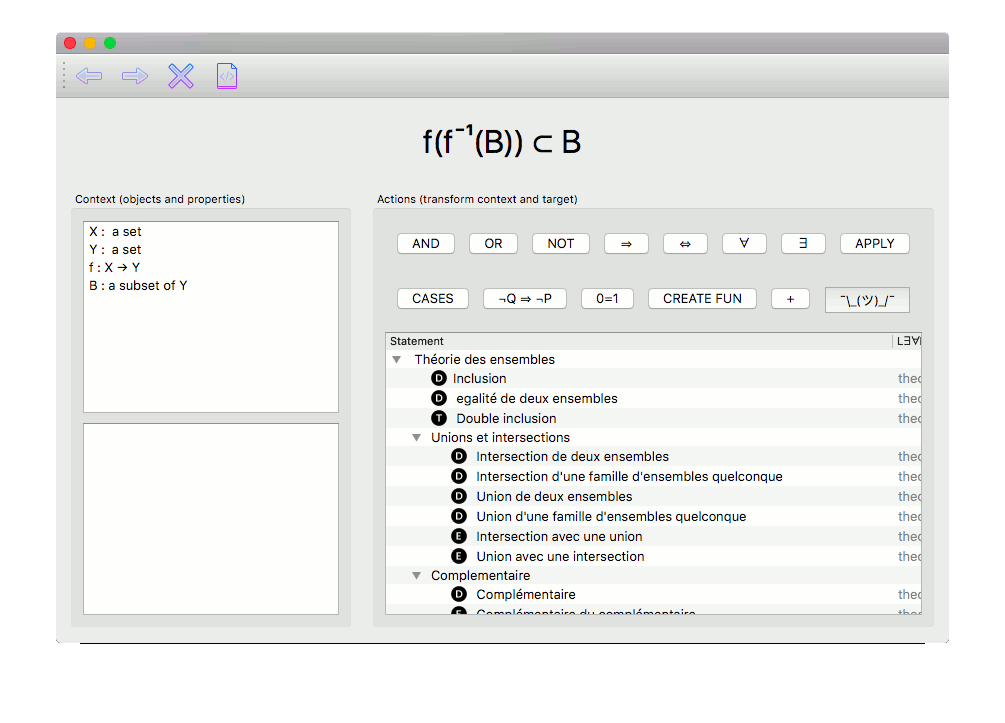 f(f⁻¹(B)) ⊂ B
Context (objects and properties)
Actions (transform context and target)
X : a set
Y : a set
f : X → Y
B : a subset of Y
AND OR NOT ⇒ ⇔ ∀ ∃ APPLY
CASES ¬Q ⇒ ¬P 0=1 CREATE FUN + ¯\_(ツ)_/¯
Statement L∃∀
Théorie des ensembles
D Inclusion theo
D egalité de deux ensembles theo
T Double inclusion theo
Unions et intersections
D Intersection de deux ensembles theo
D Intersection d'une famille d'ensembles quelconque theo
D Union de deux ensembles theo
D Union d'une famille d'ensembles quelconque theo
E Intersection avec une union theo
E Union avec une intersection theo
Complementaire
D Complémentaire theo
E Complémentaire du complémentaire